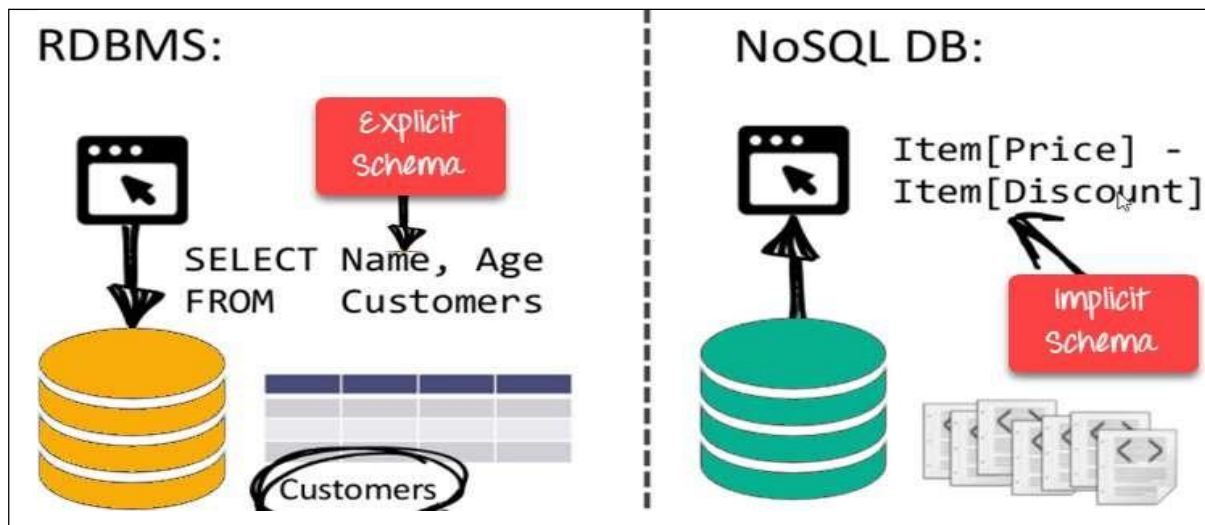 RDBMS:
Explicit
Schema
SELECT Name, Age
FROM Customers
Customers
NoSQL DB:
Item[Price] -
Item[Discount]
Implicit
Schema